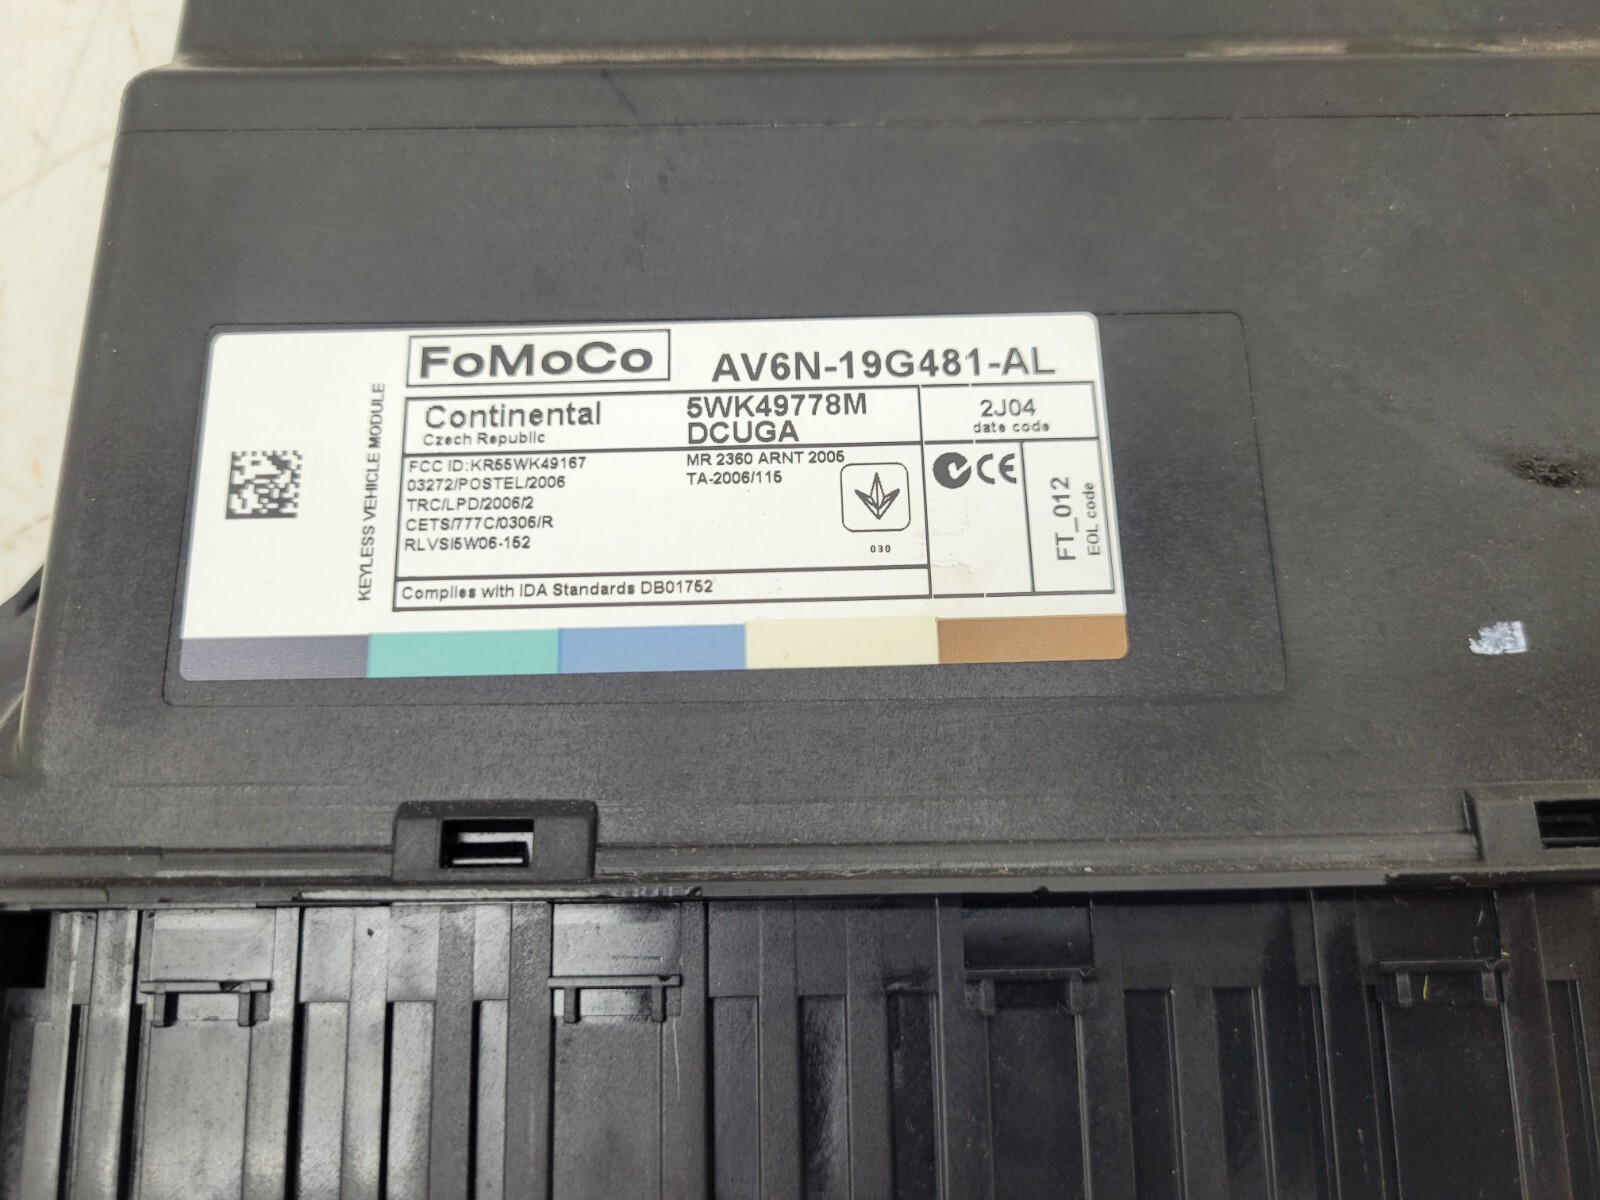 FoMoCo
AV6N-19G481-AL
KEYLESS VEHICLE MODULE
Continental
Czech Republic
5WK49778M
DCUGA
2J04
date code
FCC ID:KR55WK49167
03272/POSTEL/2006
TRC/LPD/2006/2
CETS/777C/0306/R
RLVSI5W06-152
MR 2360 ARNT 2005
TA-2006/115
030
CE
FT_012
EOL code
Complies with IDA Standards DB01752